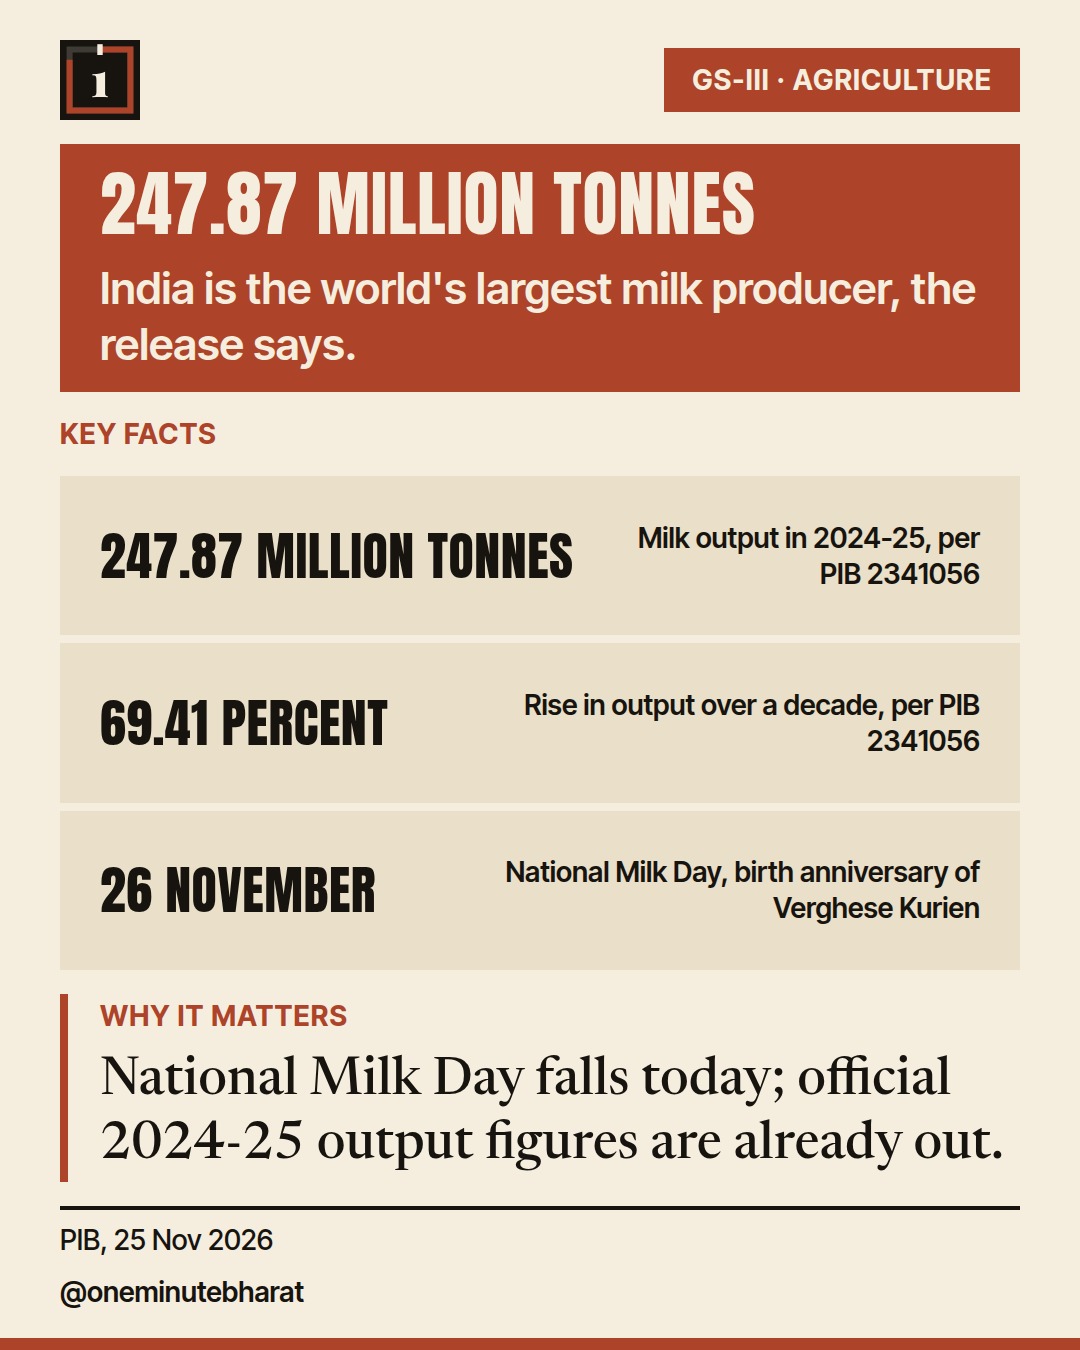 1
GS-III · AGRICULTURE
247.87 MILLION TONNES
India is the world's largest milk producer, the
release says.
KEY FACTS
247.87 MILLION TONNES
Milk output in 2024-25, per
PIB 2341056
69.41 PERCENT
Rise in output over a decade, per PIB
2341056
26 NOVEMBER
National Milk Day, birth anniversary of
Verghese Kurien
WHY IT MATTERS
National Milk Day falls today; official
2024-25 output figures are already out.
PIB, 25 Nov 2026
@oneminutebharat